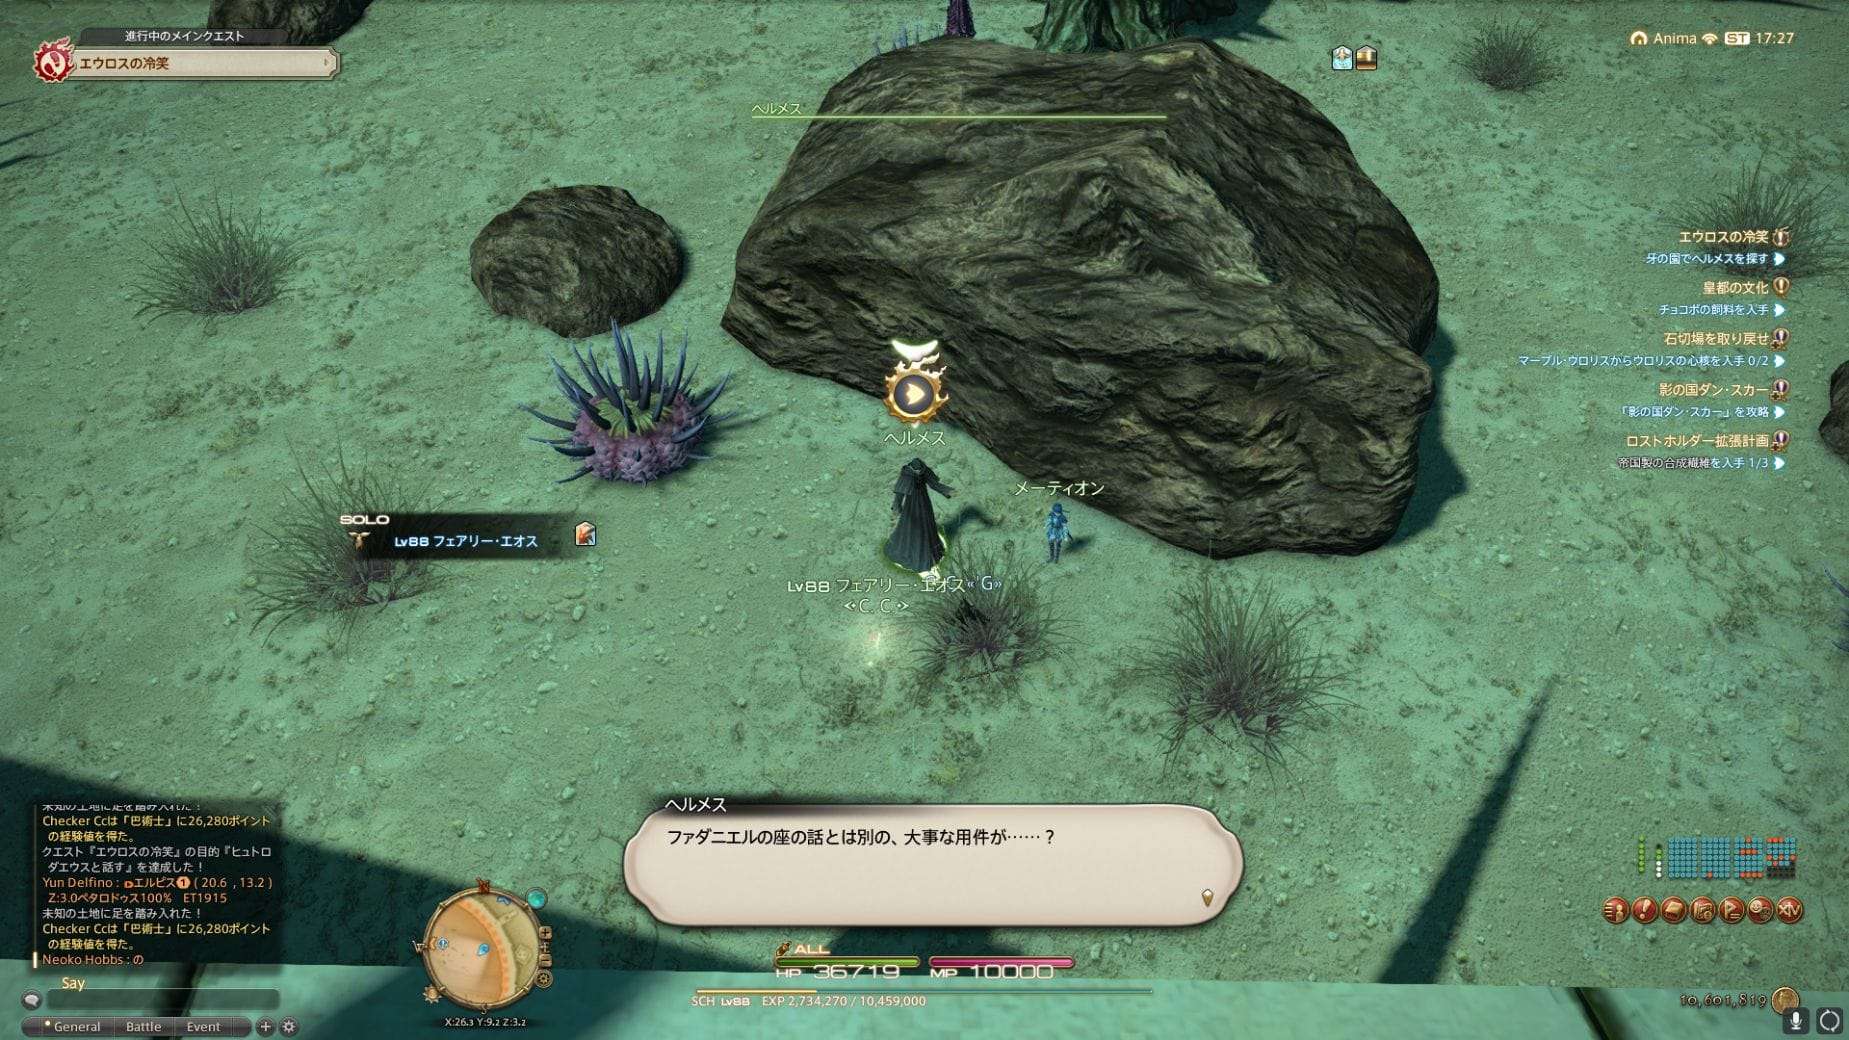 進行中のメインクエスト
エウロスの冷笑
Anima ST 17:27
ヘルメス
エウロスの冷笑
牙の園でヘルメスを探す
皇都の文化
チョコボの飼料を入手
石切場を取り戻せ
マーブル・ウロリスからウロリスの心核を入手 0/2
影の国ダン・スカー
「影の国ダン・スカー」を攻略
ロストホルダー拡張計画
帝国製の合成繊維を入手 1/3
ヘルメス
メーティオン
SOLO
Lv88 フェアリー・エオス
Lv88 フェアリー・エオス
«C. C.»
ヘルメス
ファダニエルの座の話とは別の、大事な用件が……？
未知の土地に足を踏み入れた！
Checker Ccは「巴術士」に26,280ポイント
の経験値を得た。
クエスト『エウロスの冷笑』の目的『ヒュトロ
ダエウスと話す』を達成した！
Yun Delfino : エルピス1 ( 20.6 , 13.2 )
Z:3.0ペタロドゥス100% ET1915
未知の土地に足を踏み入れた！
Checker Ccは「巴術士」に26,280ポイント
の経験値を得た。
Neoko Hobbs : の
Say
General Battle Event
X:26.3 Y:9.2 Z:3.2
ALL
HP 36719 MP 10000
SCH Lv88 EXP 2,734,270 / 10,459,000
10,601,819
XIV